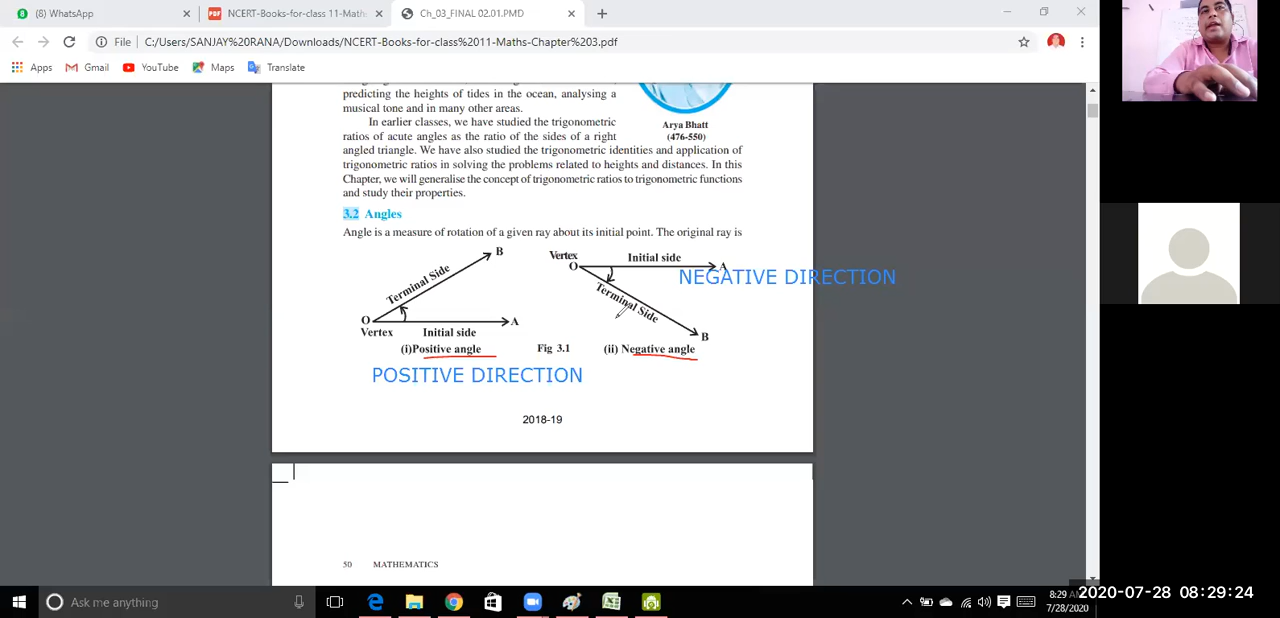 (8) WhatsApp
NCERT-Books-for-class 11-Math
Ch_03_FINAL 02.01.PMD
File
C:/Users/SANJAY%20RANA/Downloads/NCERT-Books-for-class%2011-Maths-Chapter%203.pdf
Apps
Gmail
YouTube
Maps
Translate
predicting the heights of tides in the ocean, analysing a
musical tone and in many other areas.
In earlier classes, we have studied the trigonometric
ratios of acute angles as the ratio of the sides of a right
angled triangle. We have also studied the trigonometric identities and application of
trigonometric ratios in solving the problems related to heights and distances. In this
Chapter, we will generalise the concept of trigonometric ratios to trigonometric functions
and study their properties.
Arya Bhatt
(476-550)
3.2 Angles
Angle is a measure of rotation of a given ray about its initial point. The original ray is
B
Terminal Side
O
A
Vertex
Initial side
(i)Positive angle
Vertex
O
Initial side
A
NEGATIVE DIRECTION
Terminal Side
B
Fig 3.1
(ii) Negative angle
POSITIVE DIRECTION
2018-19
50 MATHEMATICS
Ask me anything
8:29 AM
7/28/2020
2020-07-28 08:29:24